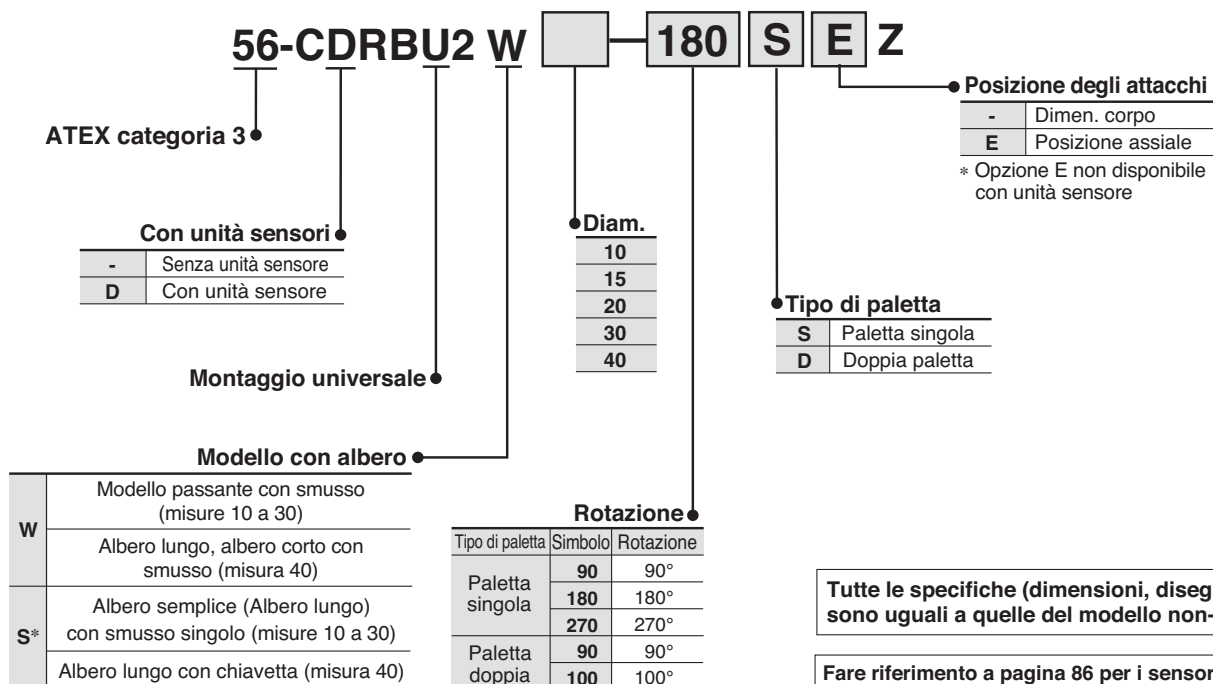 56-CDRBU2 W — 180 S E Z
ATEX categoria 3
Posizione degli attacchi
- Dimen. corpo
E Posizione assiale
* Opzione E non disponibile
con unità sensore
Con unità sensori
- Senza unità sensore
D Con unità sensore
Diam.
10
15
20
30
40
Tipo di paletta
S Paletta singola
D Doppia paletta
Montaggio universale
Modello con albero
W
Modello passante con smusso
(misure 10 a 30)
Albero lungo, albero corto con
smusso (misura 40)
S*
Albero semplice (Albero lungo)
con smusso singolo (misure 10 a 30)
Albero lungo con chiavetta (misura 40)
Rotazione
Tipo di paletta Simbolo Rotazione
Paletta
singola
90 90°
180 180°
270 270°
Paletta
doppia
90 90°
100 100°
Tutte le specifiche (dimensioni, diseg
sono uguali a quelle del modello non-
Fare riferimento a pagina 86 per i sensor